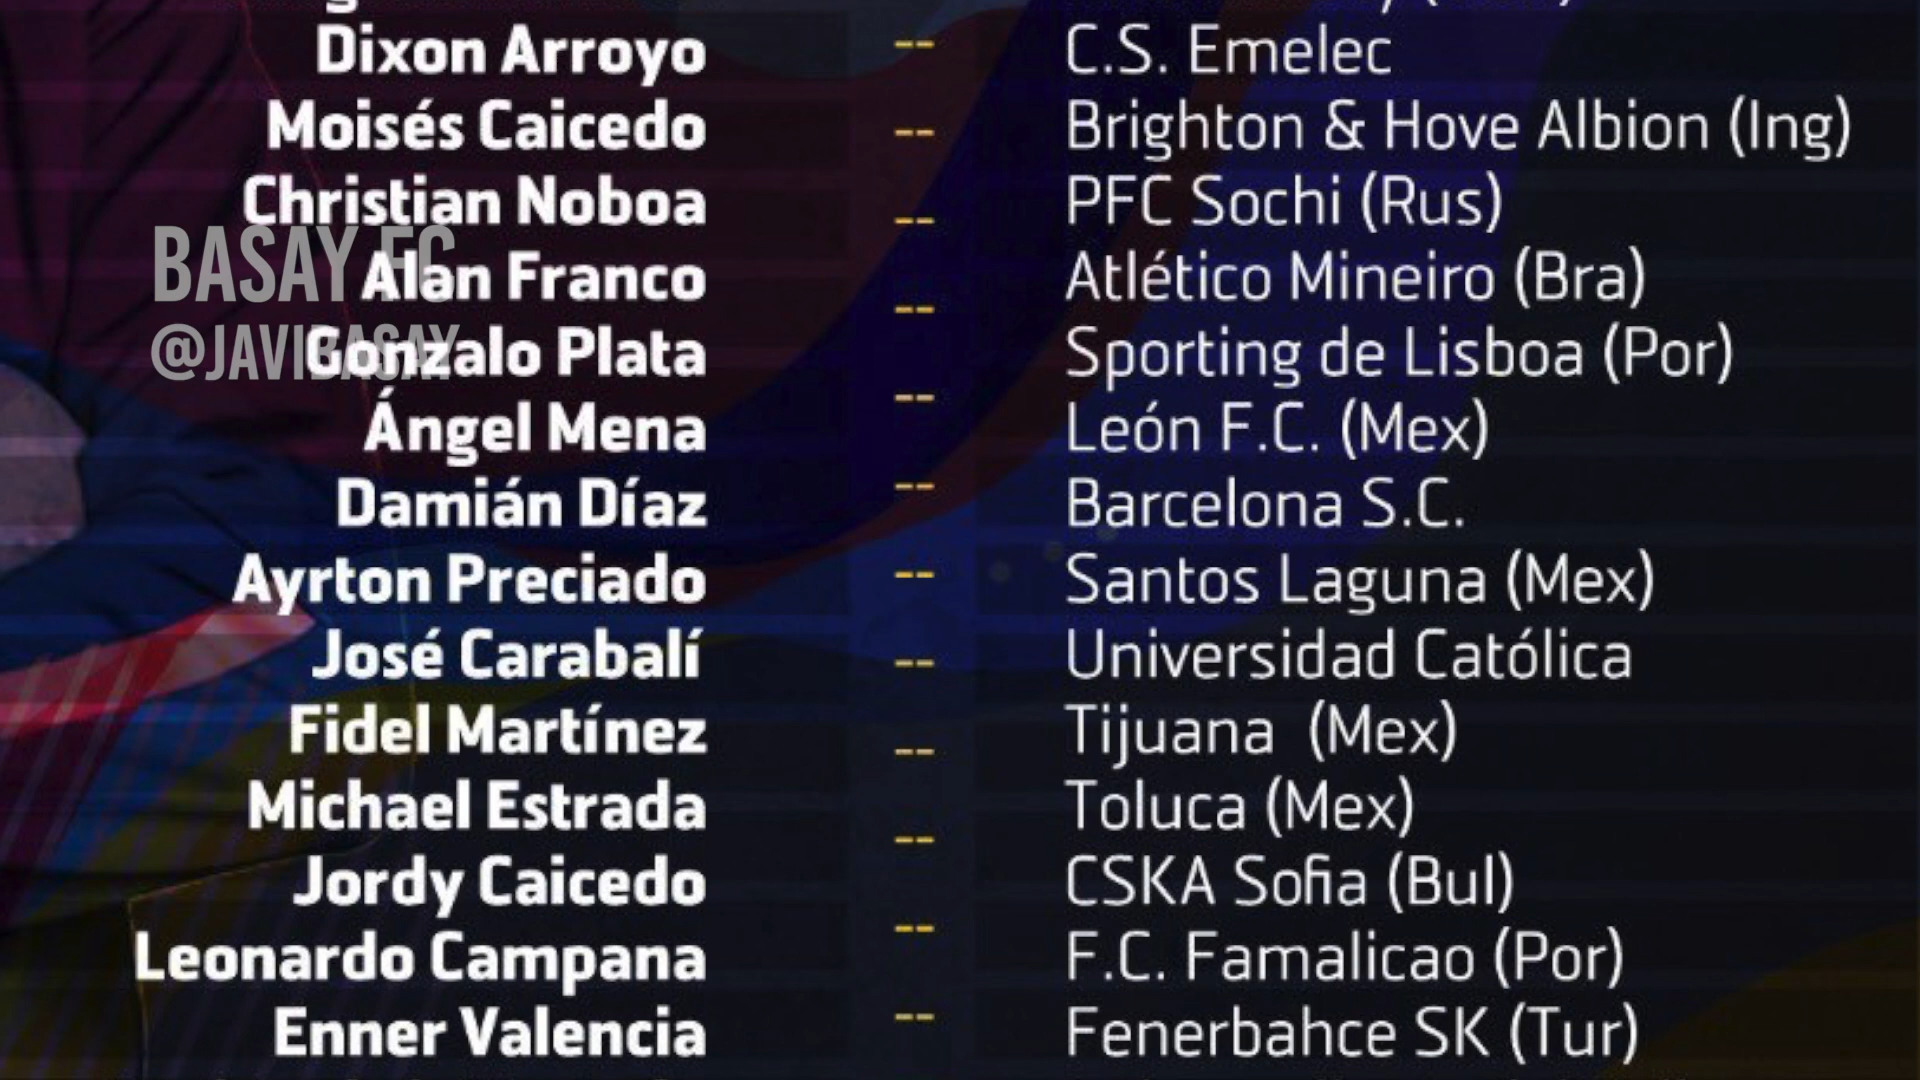 Dixon Arroyo -- C.S. Emelec
Moisés Caicedo -- Brighton & Hove Albion (Ing)
Christian Noboa -- PFC Sochi (Rus)
BASAY FC
Alan Franco -- Atlético Mineiro (Bra)
@JAVIBASAY
Gonzalo Plata -- Sporting de Lisboa (Por)
Ángel Mena -- León F.C. (Mex)
Damián Díaz -- Barcelona S.C.
Ayrton Preciado -- Santos Laguna (Mex)
José Carabalí -- Universidad Católica
Fidel Martínez -- Tijuana (Mex)
Michael Estrada -- Toluca (Mex)
Jordy Caicedo -- CSKA Sofia (Bul)
Leonardo Campana -- F.C. Famalicao (Por)
Enner Valencia -- Fenerbahce SK (Tur)